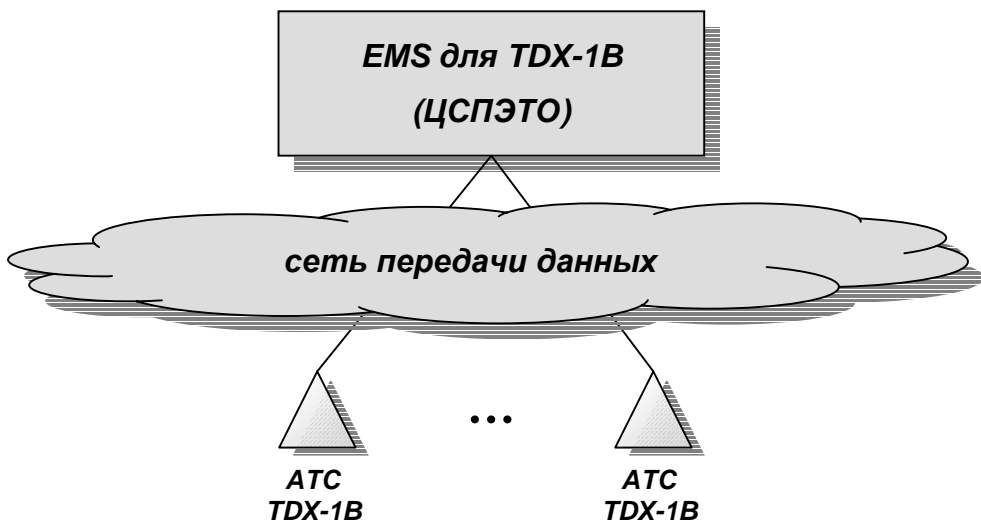 EMS для TDX-1B
(ЦСПЭТО)
сеть передачи данных
...
АТС
TDX-1B
АТС
TDX-1B